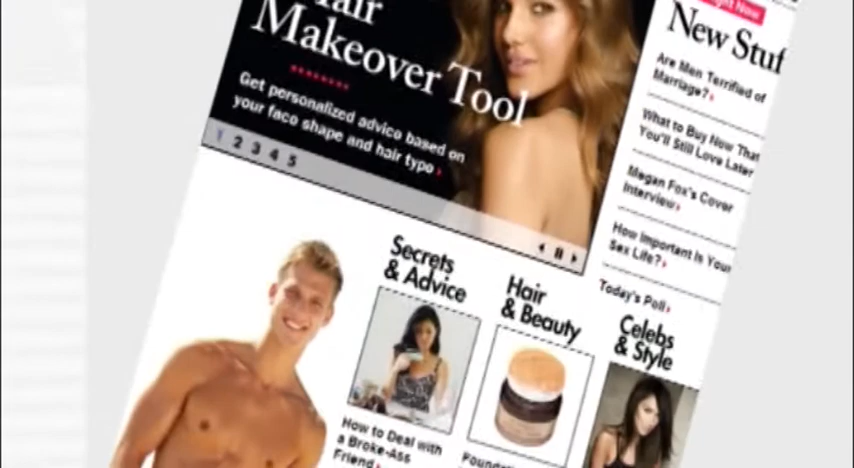 Hair
Makeover Tool
Get personalized advice based on
your face shape and hair type
1 2 3 4 5
Right Now
New Stuf
Are Men Terrified of
Marriage?
What to Buy Now That
You'll Still Love Later
Megan Fox's Cover
Interview
How Important Is Your
Sex Life?
Today's Poll
Secrets
& Advice
How to Deal with
a Broke-Ass
Friend
Hair
& Beauty
Celebs
& Style